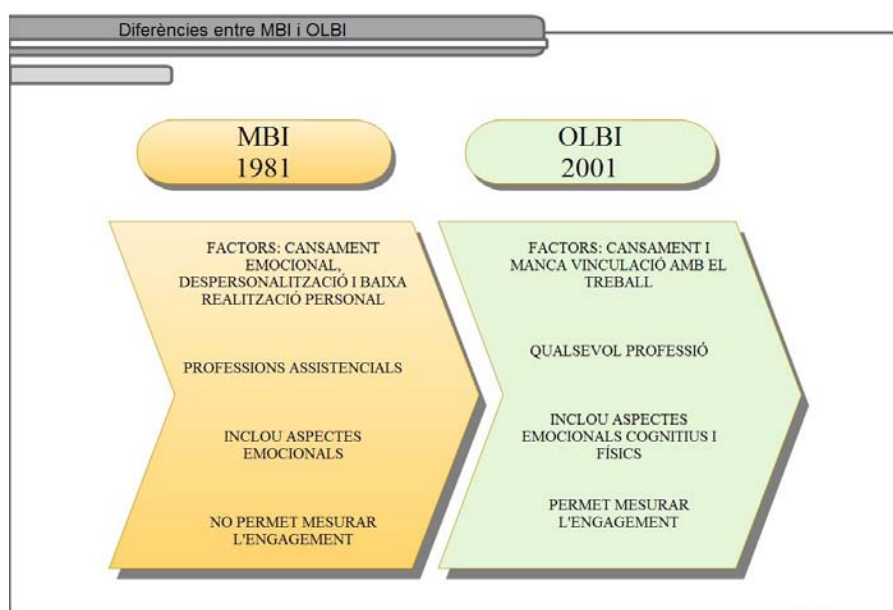 Diferències entre MBI i OLBI
MBI
1981
FACTORS: CANSAMENT
EMOCIONAL,
DESPERSONALITZACIÓ I BAIXA
REALITZACIÓ PERSONAL
PROFESSIONS ASSISTENCIALS
INCLOU ASPECTES
EMOCIONALS
NO PERMET MESURAR
L'ENGAGEMENT
OLBI
2001
FACTORS: CANSAMENT I
MANCA VINCULACIÓ AMB EL
TREBALL
QUALSEVOL PROFESSIÓ
INCLOU ASPECTES
EMOCIONALS COGNITIUS I
FÍSICS
PERMET MESURAR
L'ENGAGEMENT